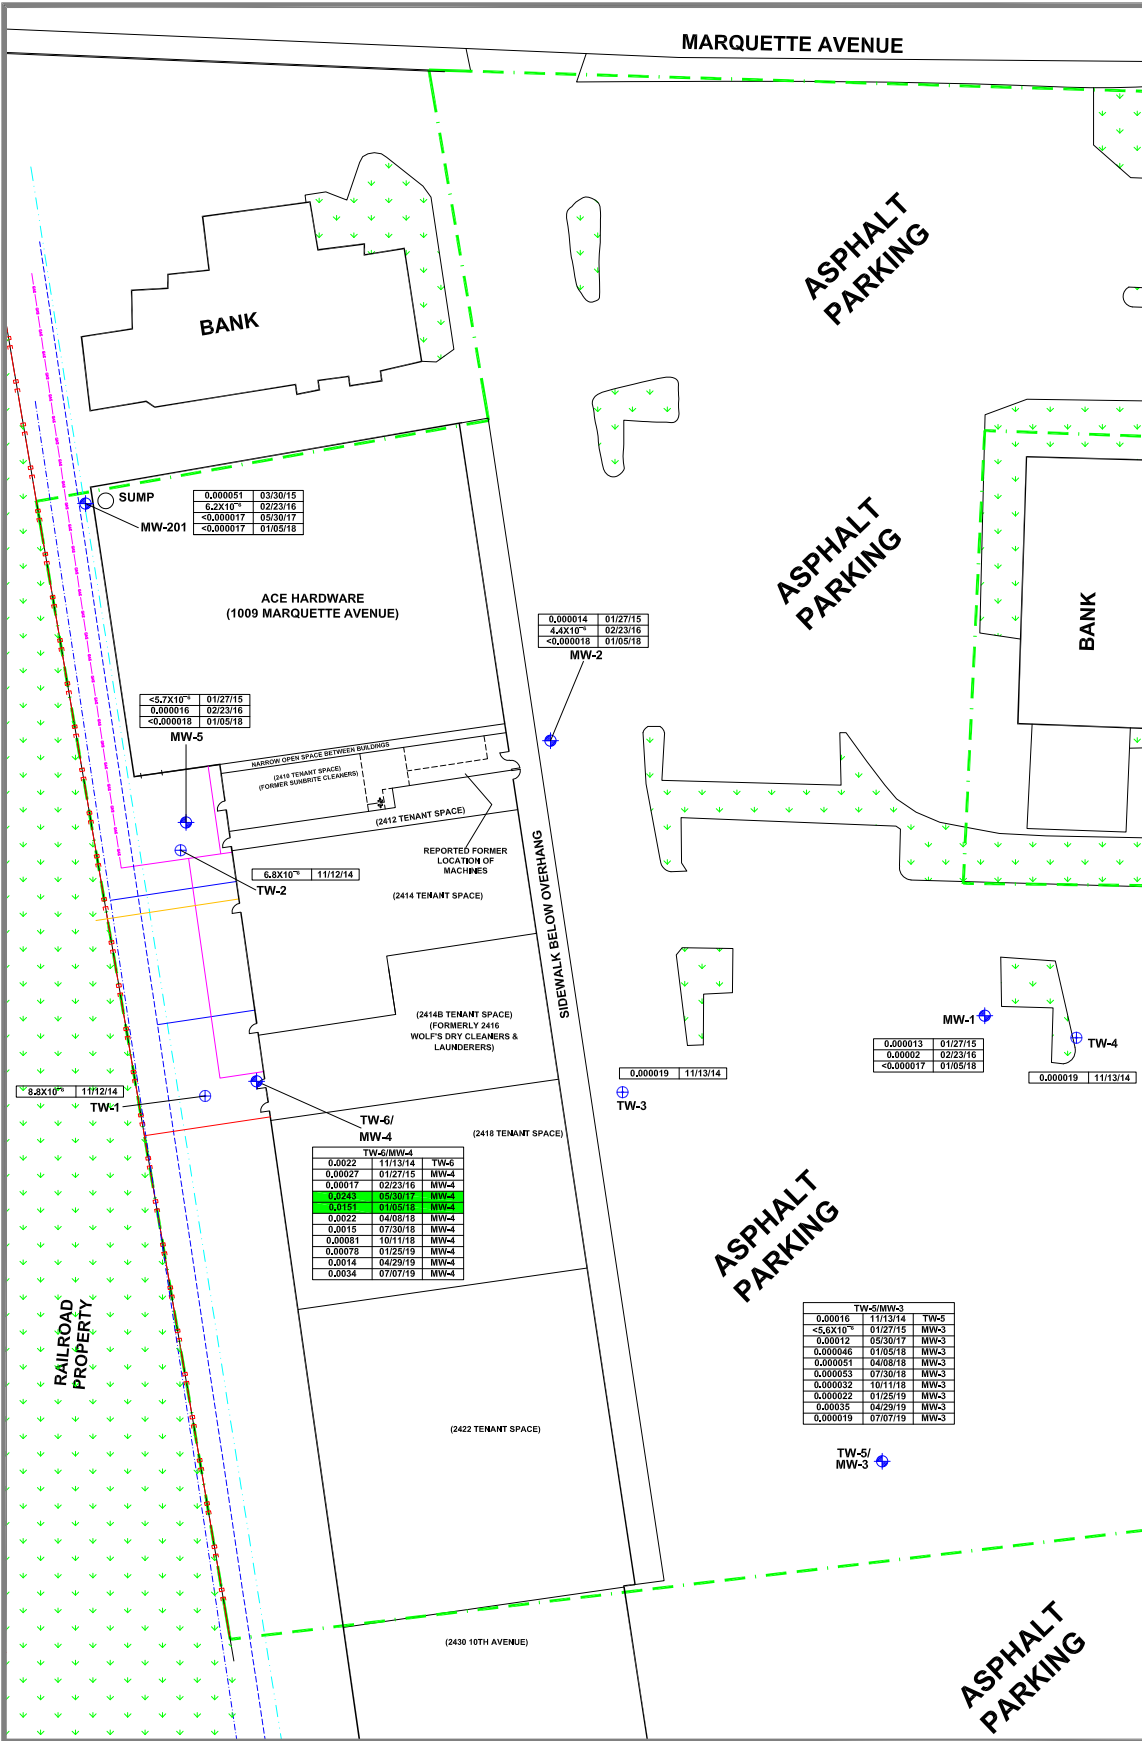 MARQUETTE AVENUE
ASPHALT
PARKING
BANK
SUMP
MW-201
0.000051 03/30/15
6.2X10⁻⁶ 02/23/16
<0.000017 05/30/17
<0.000017 01/05/18
ASPHALT
PARKING
ACE HARDWARE
(1009 MARQUETTE AVENUE)
BANK
0.000014 01/27/15
4.4X10⁻⁶ 02/23/16
<0.000018 01/05/18
MW-2
<5.7X10⁻⁶ 01/27/15
0.000016 02/23/16
<0.000018 01/05/18
MW-5
NARROW OPEN SPACE BETWEEN BUILDINGS
(2410 TENANT SPACE)
(FORMER SUNBRITE CLEANERS)
(2412 TENANT SPACE)
REPORTED FORMER
LOCATION OF
MACHINES
6.8X10⁻⁶ 11/12/14
TW-2
(2414 TENANT SPACE)
SIDEWALK BELOW OVERHANG
(2414B TENANT SPACE)
(FORMERLY 2416
WOLF'S DRY CLEANERS &
LAUNDERERS)
MW-1
0.000013 01/27/15
0.00002 02/23/16
<0.000017 01/05/18
TW-4
0.000019 11/13/14
0.000019 11/13/14
TW-3
8.8X10⁻⁶ 11/12/14
TW-1
TW-6/
MW-4
(2418 TENANT SPACE)
TW-6/MW-4
0.0022 11/13/14 TW-6
0.00027 01/27/15 MW-4
0.00017 02/23/16 MW-4
0.0243 05/30/17 MW-4
0.0151 01/05/18 MW-4
0.0022 04/08/18 MW-4
0.0015 07/30/18 MW-4
0.00081 10/11/18 MW-4
0.00078 01/25/19 MW-4
0.0014 04/29/19 MW-4
0.0034 07/07/19 MW-4
ASPHALT
PARKING
RAILROAD
PROPERTY
TW-5/MW-3
0.00016 11/13/14 TW-5
<5.6X10⁻⁶ 01/27/15 MW-3
0.00012 05/30/17 MW-3
0.000046 01/05/18 MW-3
0.000051 04/08/18 MW-3
0.000053 07/30/18 MW-3
0.000032 10/11/18 MW-3
0.000022 01/25/19 MW-3
0.00035 04/29/19 MW-3
0.000019 07/07/19 MW-3
(2422 TENANT SPACE)
TW-5/
MW-3
(2430 10TH AVENUE)
ASPHALT
PARKING